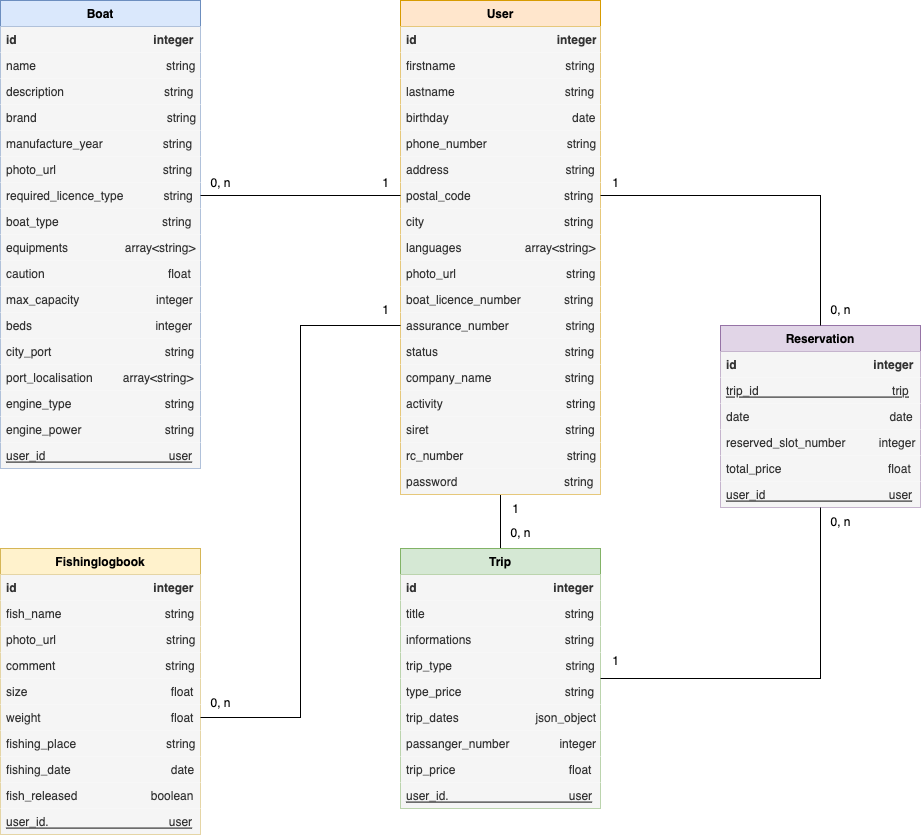 Boat
id integer
name string
description string
brand string
manufacture_year string
photo_url string
required_licence_type string
boat_type string
equipments array<string>
caution float
max_capacity integer
beds integer
city_port string
port_localisation array<string>
engine_type string
engine_power string
user_id user
0, n
1
User
id integer
firstname string
lastname string
birthday date
phone_number string
address string
postal_code string
city string
languages array<string>
photo_url string
boat_licence_number string
assurance_number string
status string
company_name string
activity string
siret string
rc_number string
password string
1
0, n
1
Reservation
id integer
trip_id trip
date date
reserved_slot_number integer
total_price float
user_id user
0, n
Fishinglogbook
id integer
fish_name string
photo_url string
comment string
size float
weight float
fishing_place string
fishing_date date
fish_released boolean
user_id. user
0, n
1
0, n
Trip
id integer
title string
informations string
trip_type string
type_price string
trip_dates json_object
passanger_number integer
trip_price float
user_id. user
1